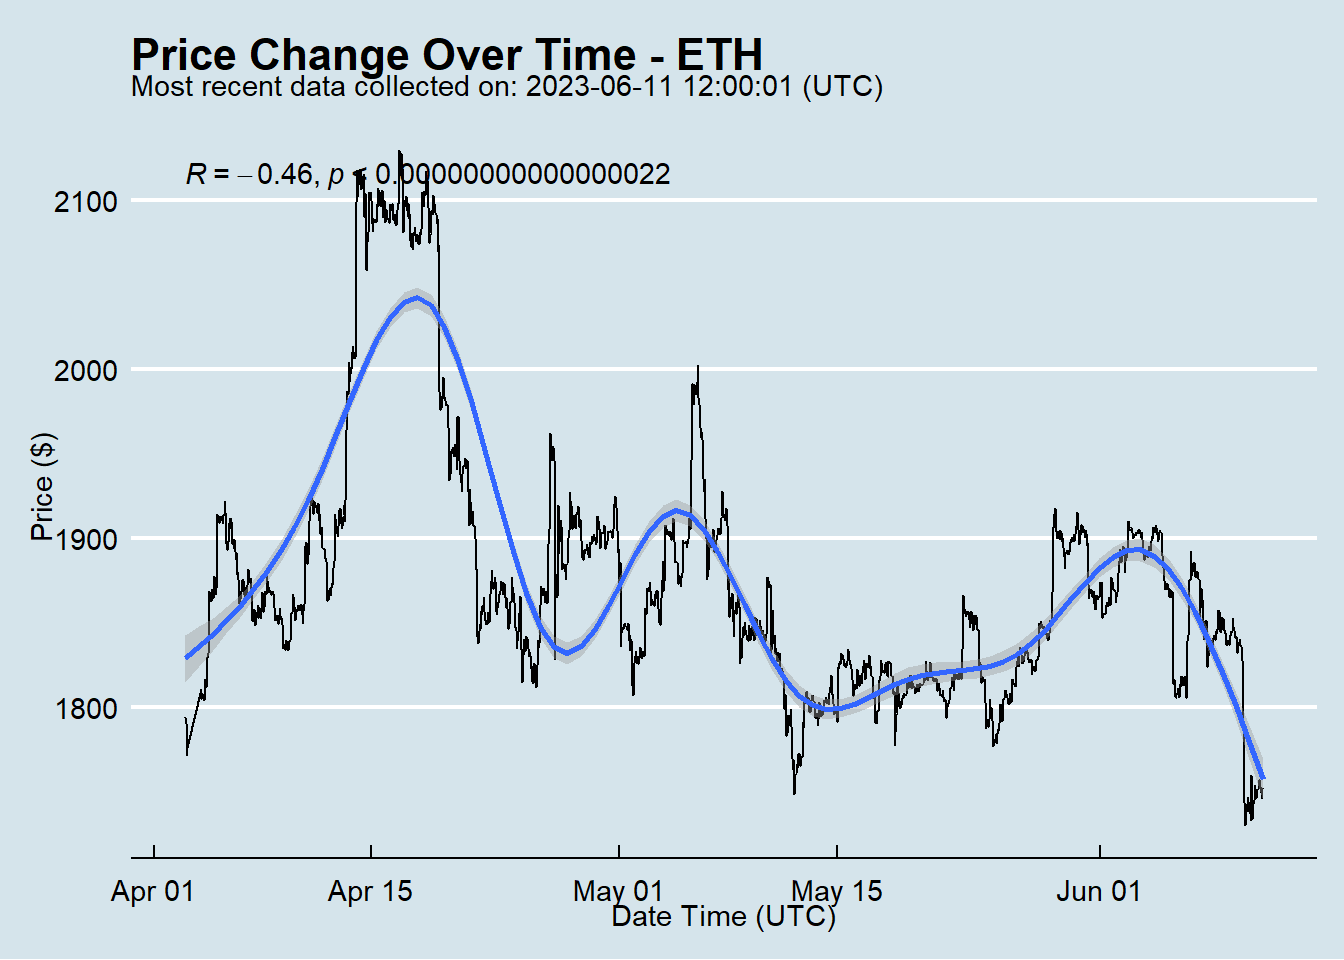 Price Change Over Time - ETH
Most recent data collected on: 2023-06-11 12:00:01 (UTC)
R = −0.46, p < 0.00000000000000022
2100
2000
1900
1800
Price ($)
Apr 01
Apr 15
May 01
May 15
Jun 01
Date Time (UTC)